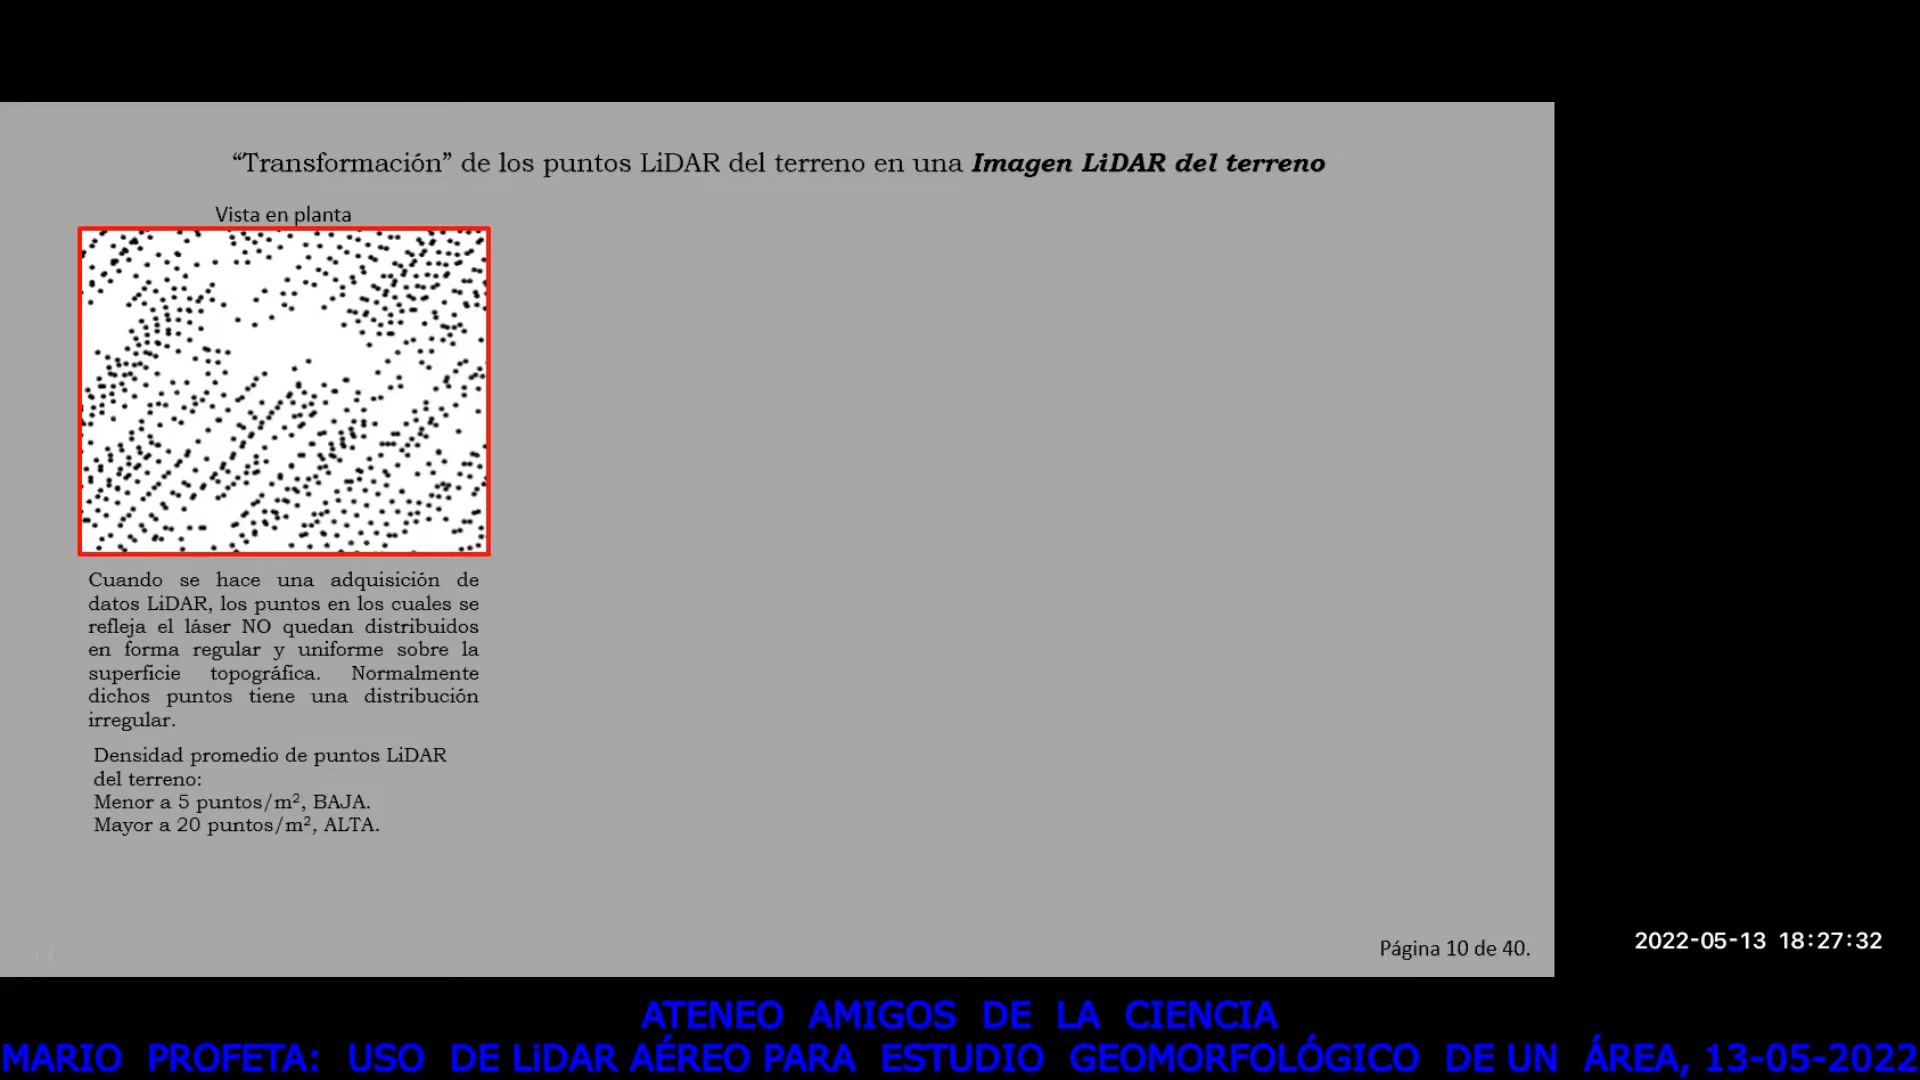 “Transformación” de los puntos LiDAR del terreno en una Imagen LiDAR del terreno
Vista en planta
Cuando se hace una adquisición de
datos LiDAR, los puntos en los cuales se
refleja el láser NO quedan distribuidos
en forma regular y uniforme sobre la
superficie topográfica. Normalmente
dichos puntos tiene una distribución
irregular.
Densidad promedio de puntos LiDAR
del terreno:
Menor a 5 puntos/m², BAJA.
Mayor a 20 puntos/m², ALTA.
Página 10 de 40.
2022-05-13 18:27:32
ATENEO AMIGOS DE LA CIENCIA
MARIO PROFETA: USO DE LiDAR AÉREO PARA ESTUDIO GEOMORFOLÓGICO DE UN ÁREA, 13-05-2022